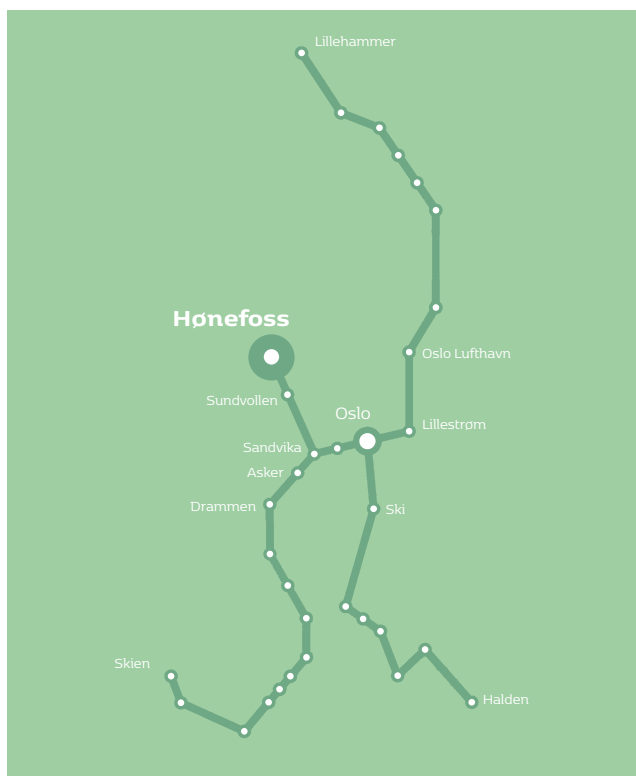 Lillehammer
Hønefoss
Oslo Lufthavn
Sundvollen
Oslo
Lillestrøm
Sandvika
Asker
Drammen
Ski
Skien
Halden